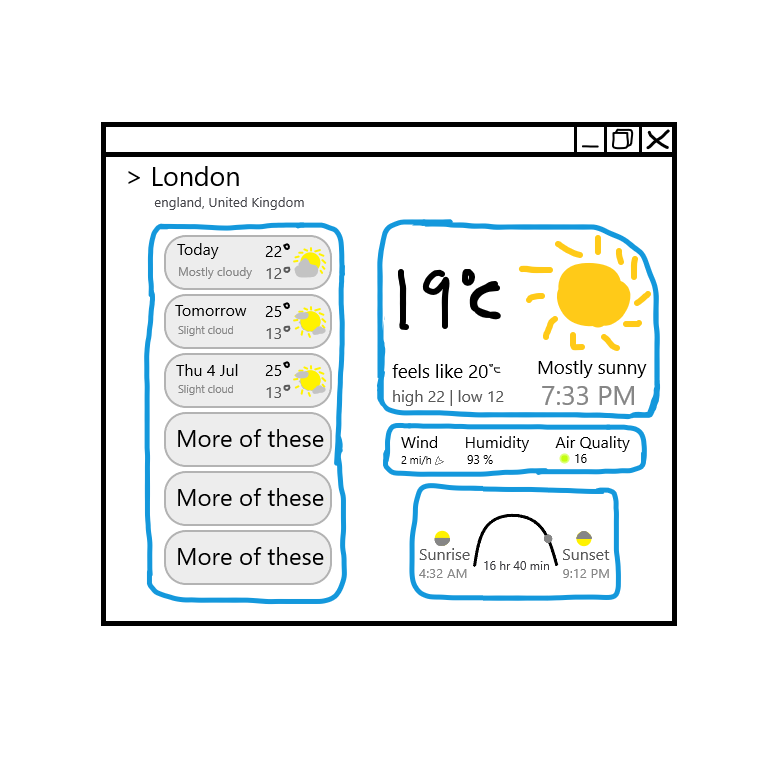 > London
england, United Kingdom
Today 22°
Mostly cloudy 12°
Tomorrow 25°
Slight cloud 13°
Thu 4 Jul 25°
Slight cloud 13°
More of these
More of these
More of these
19°c
feels like 20°c
high 22 | low 12
Mostly sunny
7:33 PM
Wind Humidity Air Quality
2 mi/h 93 % 16
Sunrise 16 hr 40 min Sunset
4:32 AM 9:12 PM